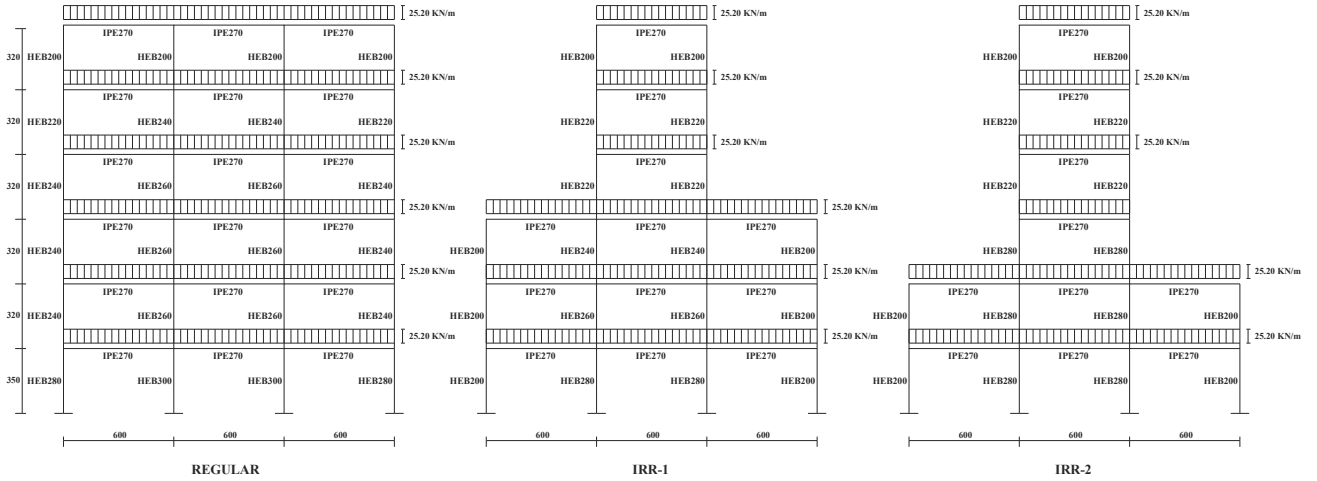 25.20 KN/m 25.20 KN/m 25.20 KN/m
IPE270 IPE270 IPE270 IPE270 IPE270
320 HEB200 HEB200 HEB200 HEB200 HEB200 HEB200 HEB200 HEB200
25.20 KN/m 25.20 KN/m 25.20 KN/m
IPE270 IPE270 IPE270 IPE270 IPE270
320 HEB220 HEB240 HEB240 HEB220 HEB220 HEB220 HEB220 HEB220
25.20 KN/m 25.20 KN/m 25.20 KN/m
IPE270 IPE270 IPE270 IPE270 IPE270
320 HEB240 HEB260 HEB260 HEB240 HEB220 HEB220 HEB220 HEB220
25.20 KN/m 25.20 KN/m
IPE270 IPE270 IPE270 IPE270 IPE270 IPE270 IPE270
320 HEB240 HEB260 HEB260 HEB240 HEB200 HEB240 HEB240 HEB200 HEB280 HEB280
25.20 KN/m 25.20 KN/m
IPE270 IPE270 IPE270 IPE270 IPE270 IPE270 IPE270 IPE270 IPE270
320 HEB240 HEB260 HEB260 HEB240 HEB200 HEB260 HEB260 HEB200 HEB200 HEB280 HEB280 HEB200
25.20 KN/m 25.20 KN/m 25.20 KN/m
IPE270 IPE270 IPE270 IPE270 IPE270 IPE270 IPE270 IPE270 IPE270
350 HEB280 HEB300 HEB300 HEB280 HEB200 HEB280 HEB280 HEB200 HEB200 HEB280 HEB280 HEB200
600 600 600 600 600 600 600 600 600
REGULAR IRR-1 IRR-2